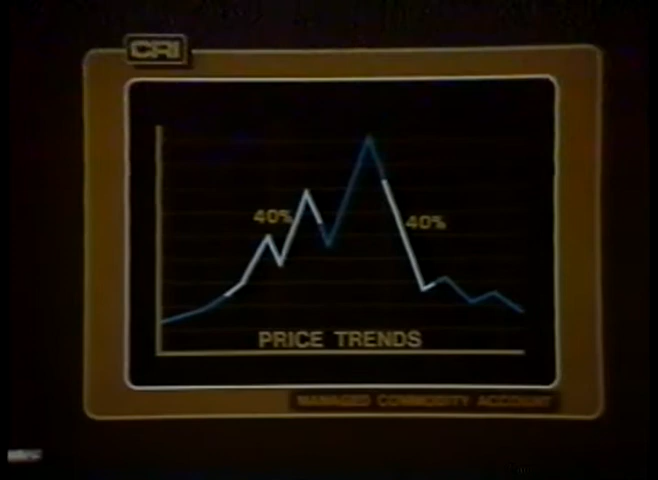 CRI
40%
40%
PRICE TRENDS
MANAGED COMMODITY ACCOUNT